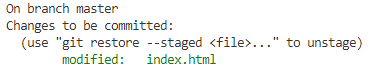 On branch master
Changes to be committed:
  (use "git restore --staged <file>..." to unstage)
        modified:   index.html